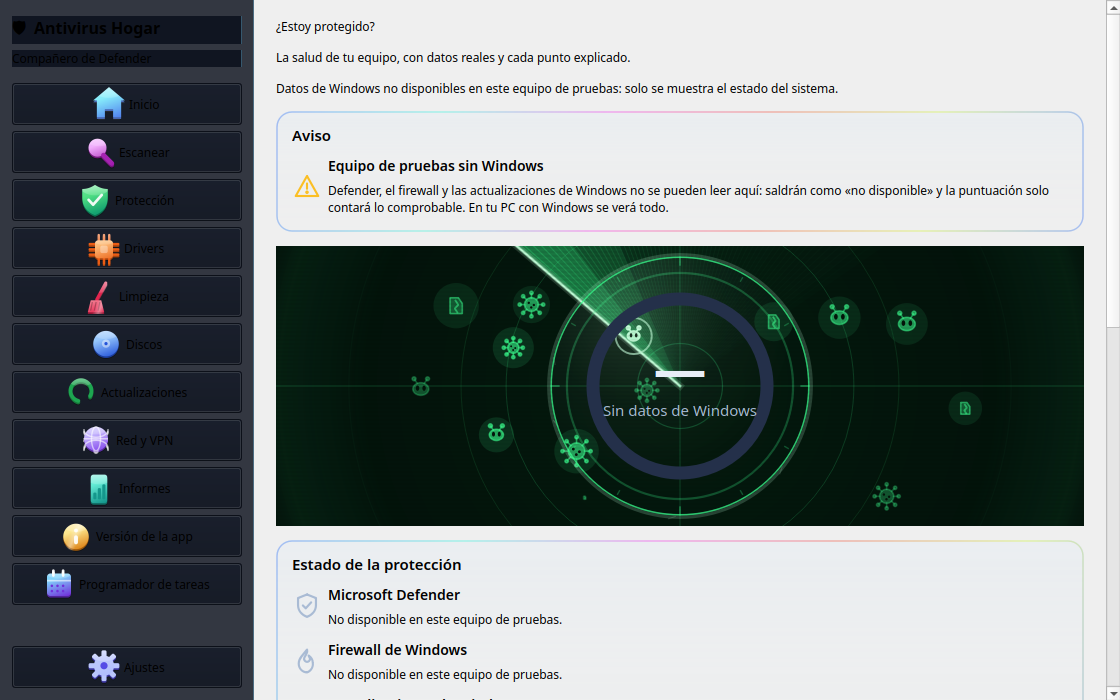 Antivirus Hogar
Compañero de Defender
Inicio
Escanear
Protección
Drivers
Limpieza
Discos
Actualizaciones
Red y VPN
Informes
Versión de la app
Programador de tareas
Ajustes
¿Estoy protegido?
La salud de tu equipo, con datos reales y cada punto explicado.
Datos de Windows no disponibles en este equipo de pruebas: solo se muestra el estado del sistema.
Aviso
Equipo de pruebas sin Windows
Defender, el firewall y las actualizaciones de Windows no se pueden leer aquí: saldrán como «no disponible» y la puntuación solo
contará lo comprobable. En tu PC con Windows se verá todo.
—
Sin datos de Windows
Estado de la protección
Microsoft Defender
No disponible en este equipo de pruebas.
Firewall de Windows
No disponible en este equipo de pruebas.